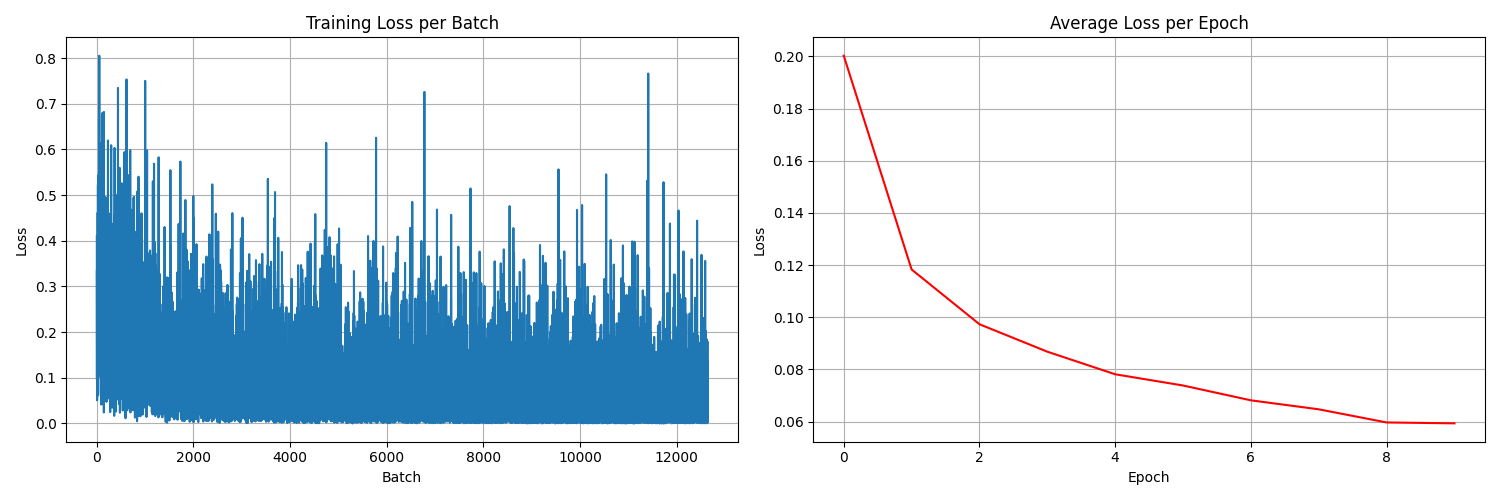 Training Loss per Batch
0.8
0.7
0.6
0.5
0.4
0.3
0.2
0.1
0.0
Loss
0 2000 4000 6000 8000 10000 12000
Batch
Average Loss per Epoch
0.20
0.18
0.16
0.14
0.12
0.10
0.08
0.06
Loss
0 2 4 6 8
Epoch